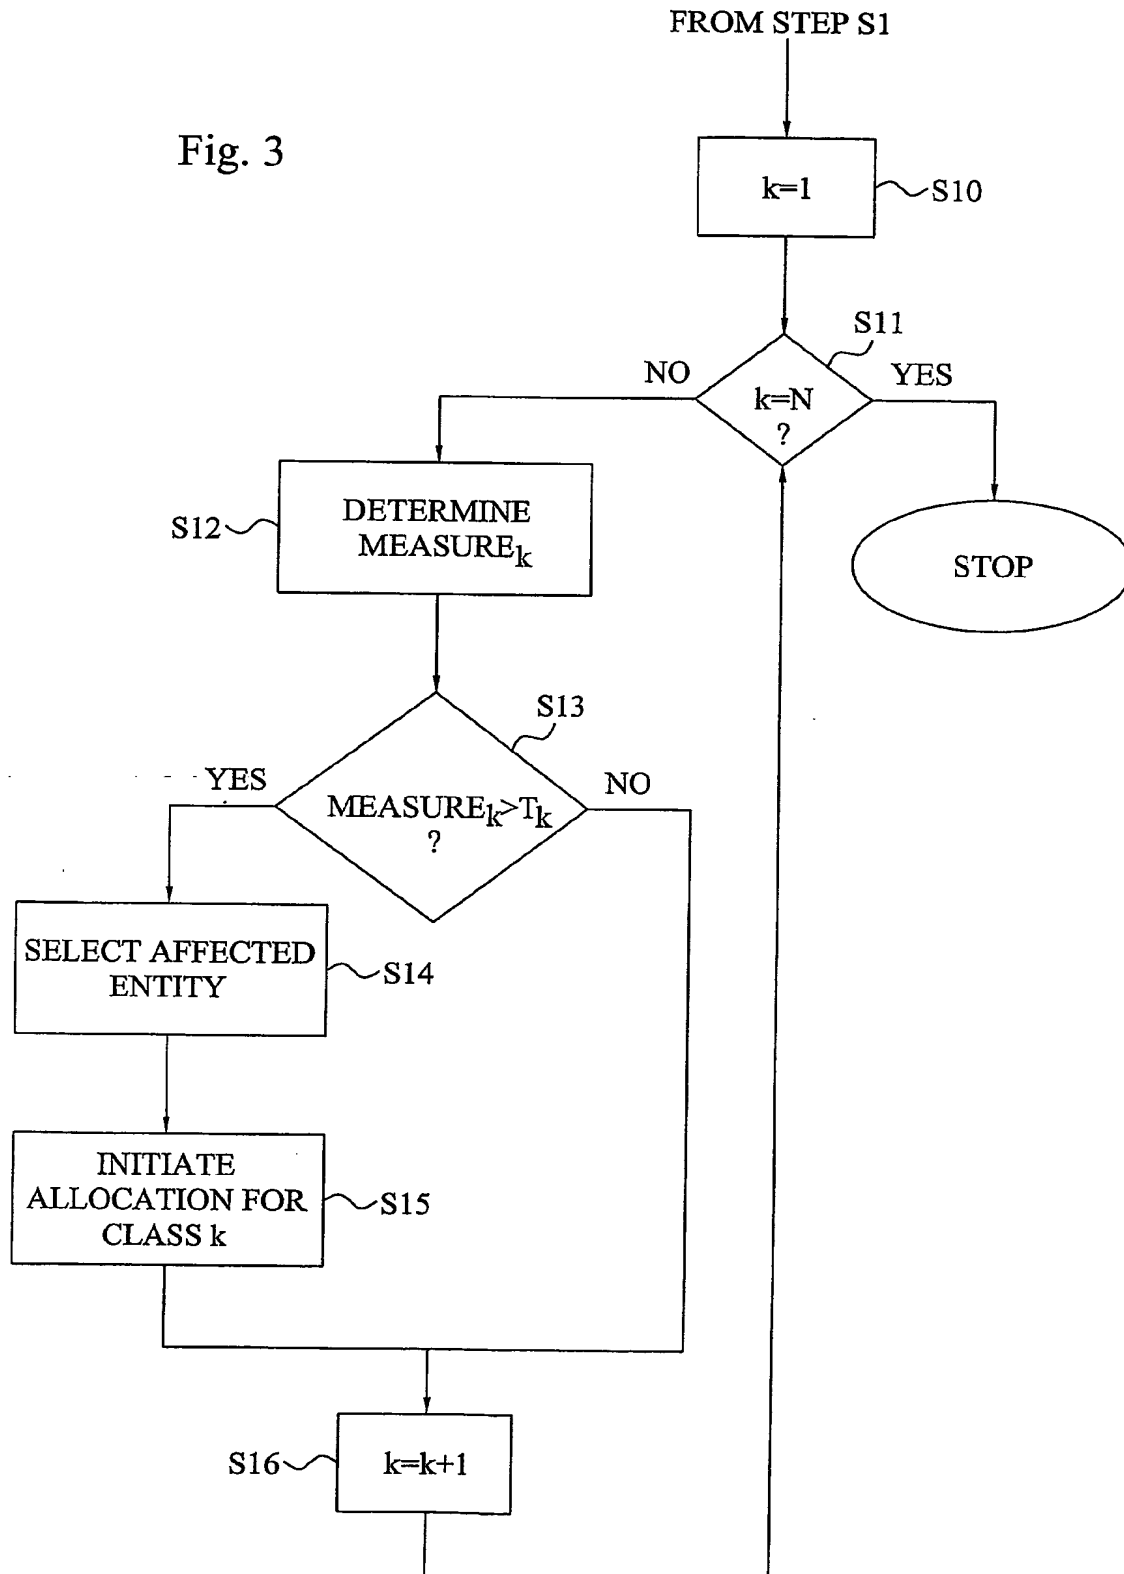 FROM STEP S1
Fig. 3
k=1
S10
S11
NO
YES
k=N
?
S12
DETERMINE
MEASUREk
STOP
S13
YES
NO
MEASUREk>Tk
?
SELECT AFFECTED
ENTITY
S14
INITIATE
ALLOCATION FOR
CLASS k
S15
S16
k=k+1